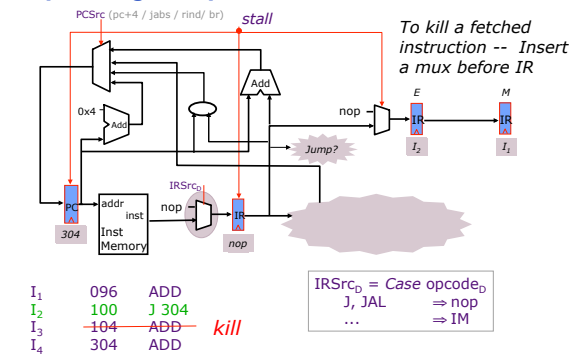 PCSrc (pc+4 / jabs / rind/ br)
stall
To kill a fetched
instruction -- Insert
a mux before IR
Add
E
M
nop
0x4
Add
IR
IR
Jump?
I2
I1
IRSrcD
PC
addr
inst
nop
IR
Inst
Memory
304
nop
I1 096 ADD
I2 100 J 304
I3 104 ADD kill
I4 304 ADD
IRSrcD = Case opcodeD
J, JAL ⇒ nop
... ⇒ IM